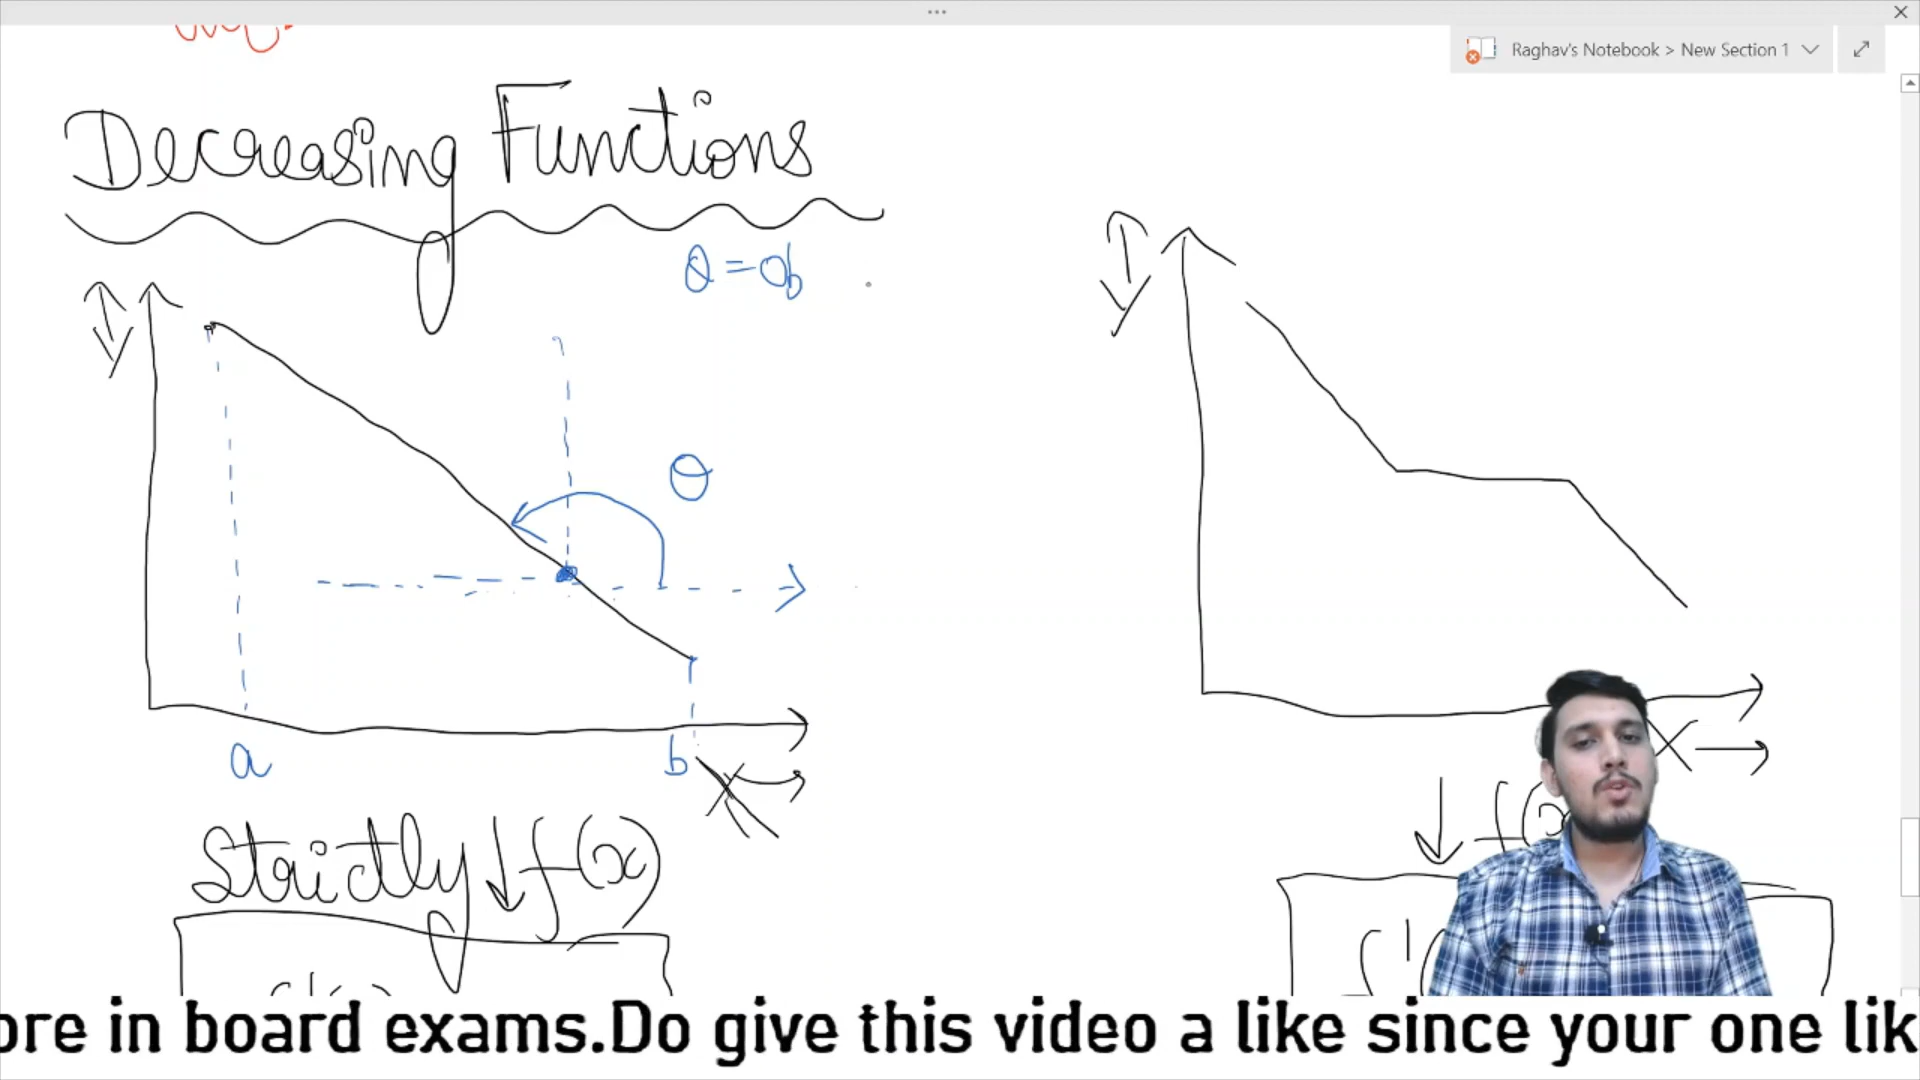 Raghav's Notebook > New Section 1
Decreasing Functions
θ = ob
y
θ
a
b
X
Strictly ↓ f(x)
y
X
↓ f(x
f'(
ore in board exams.Do give this video a like since your one lik